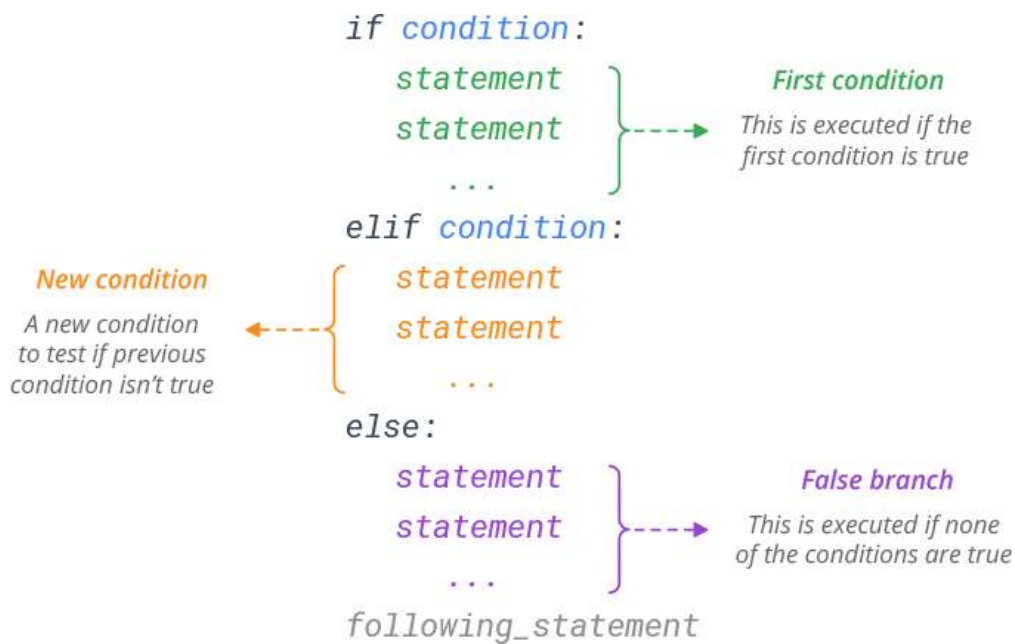 if condition:
statement
statement
...
First condition
This is executed if the
first condition is true
elif condition:
statement
statement
...
New condition
A new condition
to test if previous
condition isn’t true
else:
statement
statement
...
False branch
This is executed if none
of the conditions are true
following_statement